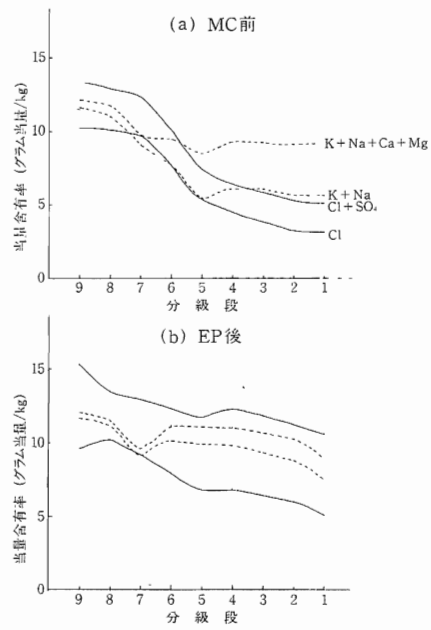 (a) MC前
15
10
5
0
当量含有率 (グラム当量/kg)
K+Na+Ca+Mg
K+Na
Cl+SO₄
Cl
9 8 7 6 5 4 3 2 1
分級段
(b) EP後
15
10
5
0
当量含有率 (グラム当量/kg)
9 8 7 6 5 4 3 2 1
分級段